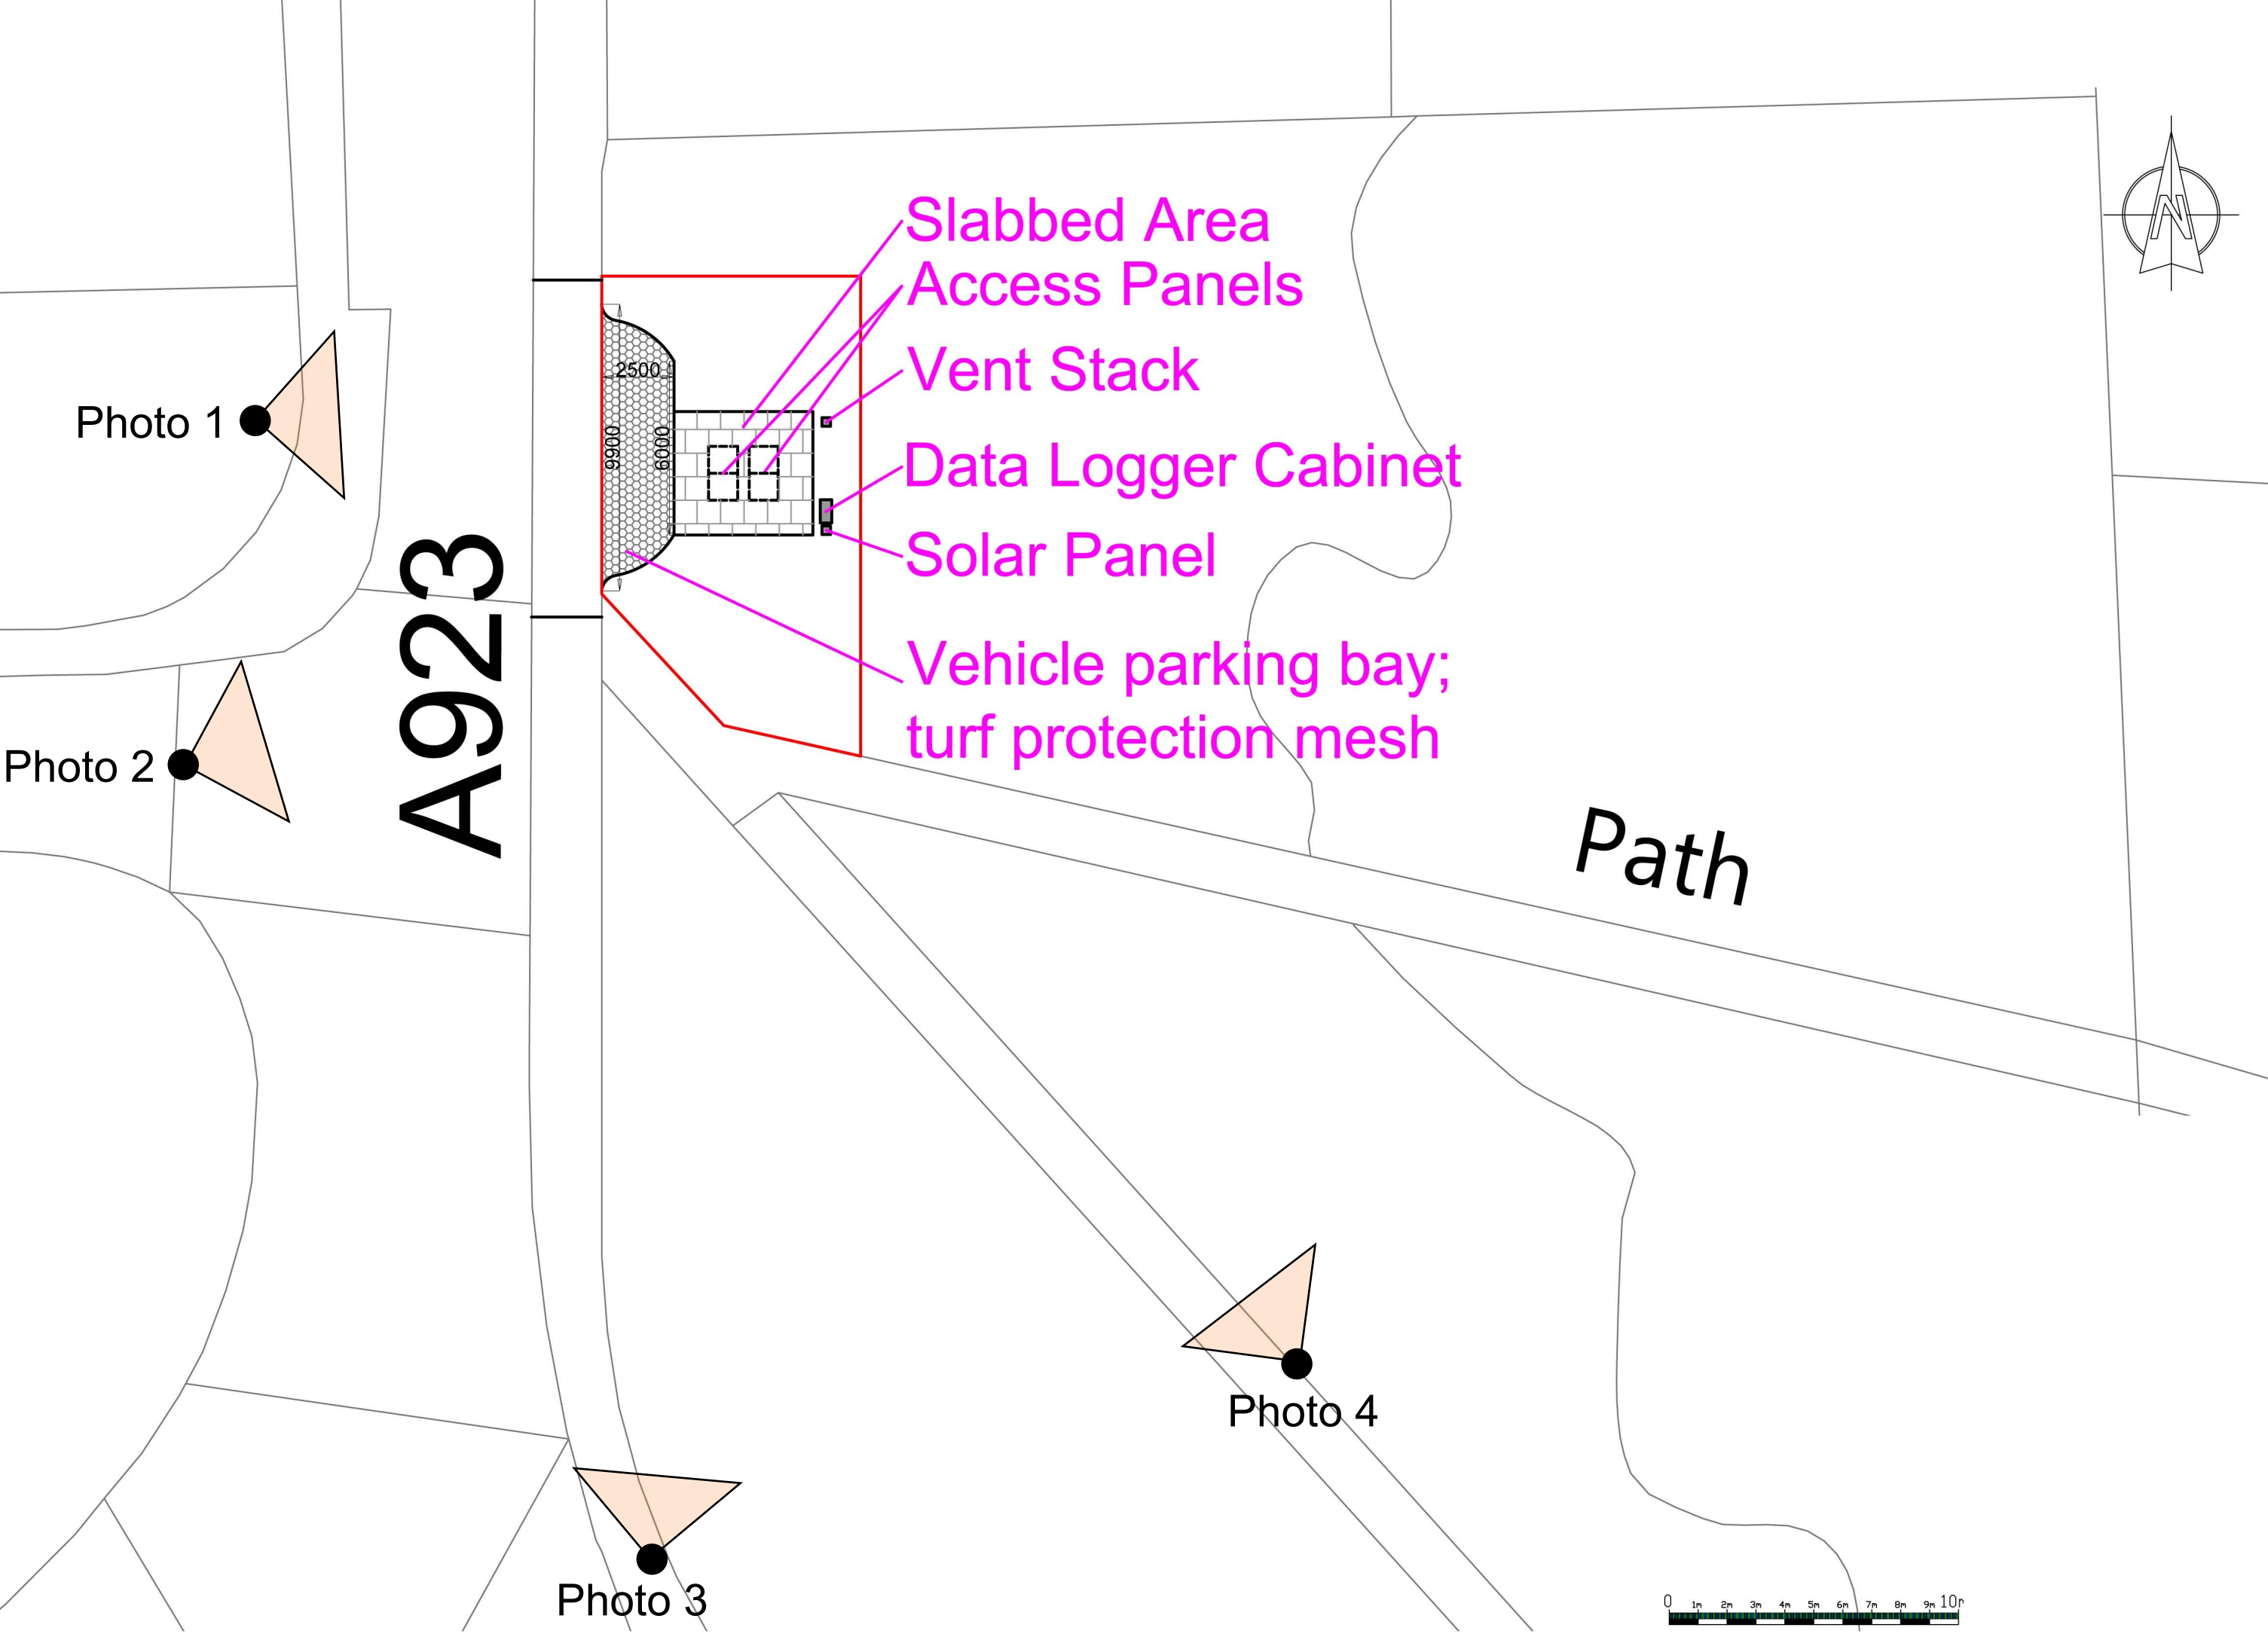 Slabbed Area
Access Panels
Vent Stack
Data Logger Cabinet
Solar Panel
Vehicle parking bay;
turf protection mesh
2500
9900
6000
N
Photo 1
Photo 2
A923
Path
Photo 4
Photo 3
0 1m 2m 3m 4m 5m 6m 7m 8m 9m 10m